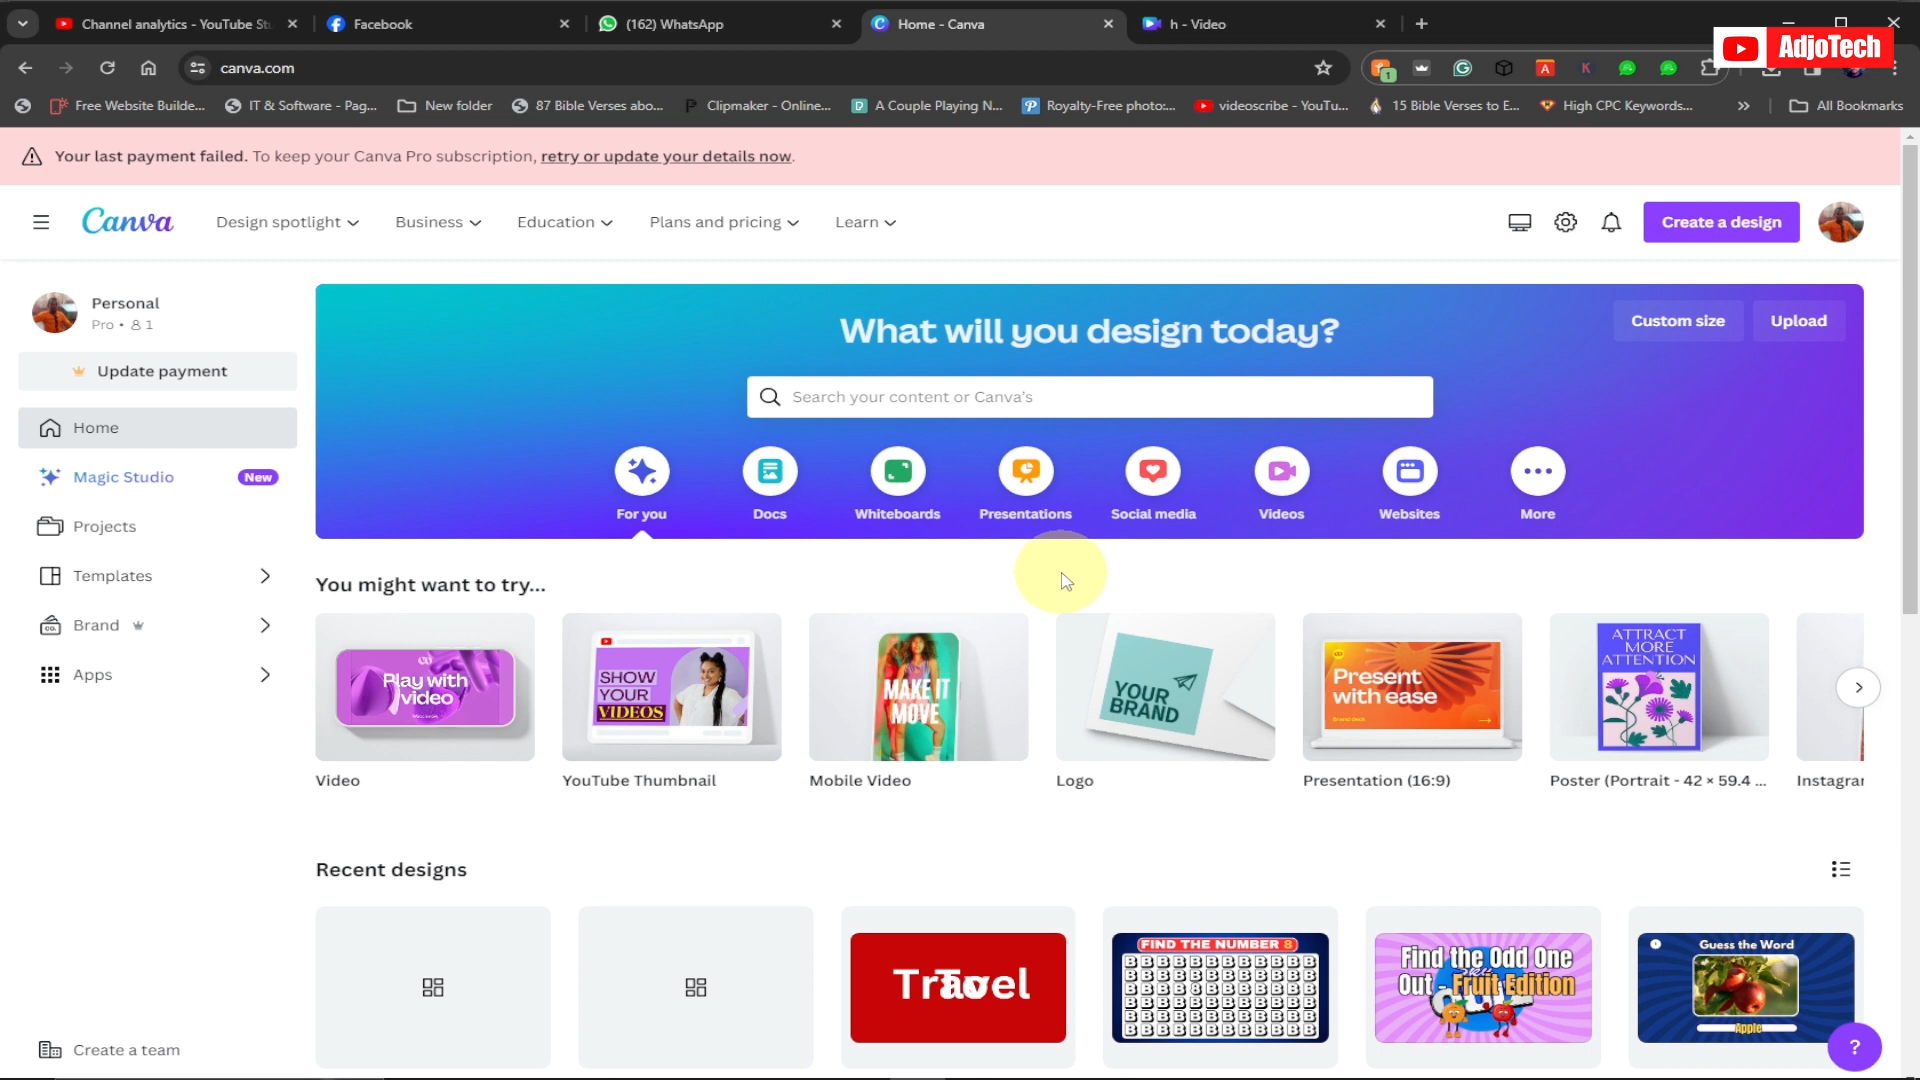 Channel analytics - YouTube Stu
Facebook
(162) WhatsApp
Home - Canva
h - Video
AdjoTech
canva.com
1
Free Website Builde...
IT & Software - Pag...
New folder
87 Bible Verses abo...
Clipmaker - Online...
A Couple Playing N...
Royalty-Free photo:...
videoscribe - YouTu...
15 Bible Verses to E...
High CPC Keywords...
All Bookmarks
Your last payment failed. To keep your Canva Pro subscription, retry or update your details now.
Canva
Design spotlight
Business
Education
Plans and pricing
Learn
Create a design
Personal
Pro • 1
Update payment
Home
Magic Studio
New
Projects
Templates
Brand
Apps
Create a team
What will you design today?
Custom size
Upload
Search your content or Canva's
For you
Docs
Whiteboards
Presentations
Social media
Videos
Websites
More
You might want to try...
Play with
video
SHOW
YOUR
VIDEOS
MAKE IT
MOVE
YOUR
BRAND
Present
with ease
Brand deck
ATTRACT
MORE
ATTENTION
Video
YouTube Thumbnail
Mobile Video
Logo
Presentation (16:9)
Poster (Portrait - 42 × 59.4 ...
Instagrar
Recent designs
FIND THE NUMBER 8
Find the Odd One
Out - Fruit Edition
Guess the Word
Apple
?